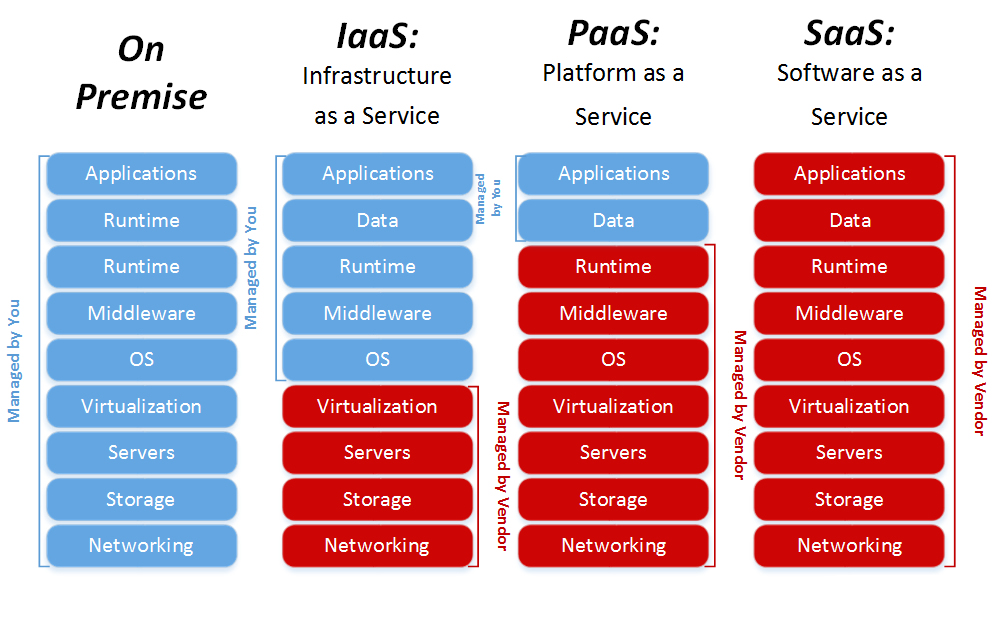 On
Premise
IaaS:
Infrastructure
as a Service
PaaS:
Platform as a
Service
SaaS:
Software as a
Service
Managed by You
Applications
Runtime
Runtime
Middleware
OS
Virtualization
Servers
Storage
Networking
Managed by You
Applications
Data
Runtime
Middleware
OS
Virtualization
Servers
Storage
Networking
Managed by Vendor
Managed
by You
Applications
Data
Runtime
Middleware
OS
Virtualization
Servers
Storage
Networking
Managed by Vendor
Applications
Data
Runtime
Middleware
OS
Virtualization
Servers
Storage
Networking
Managed by Vendor